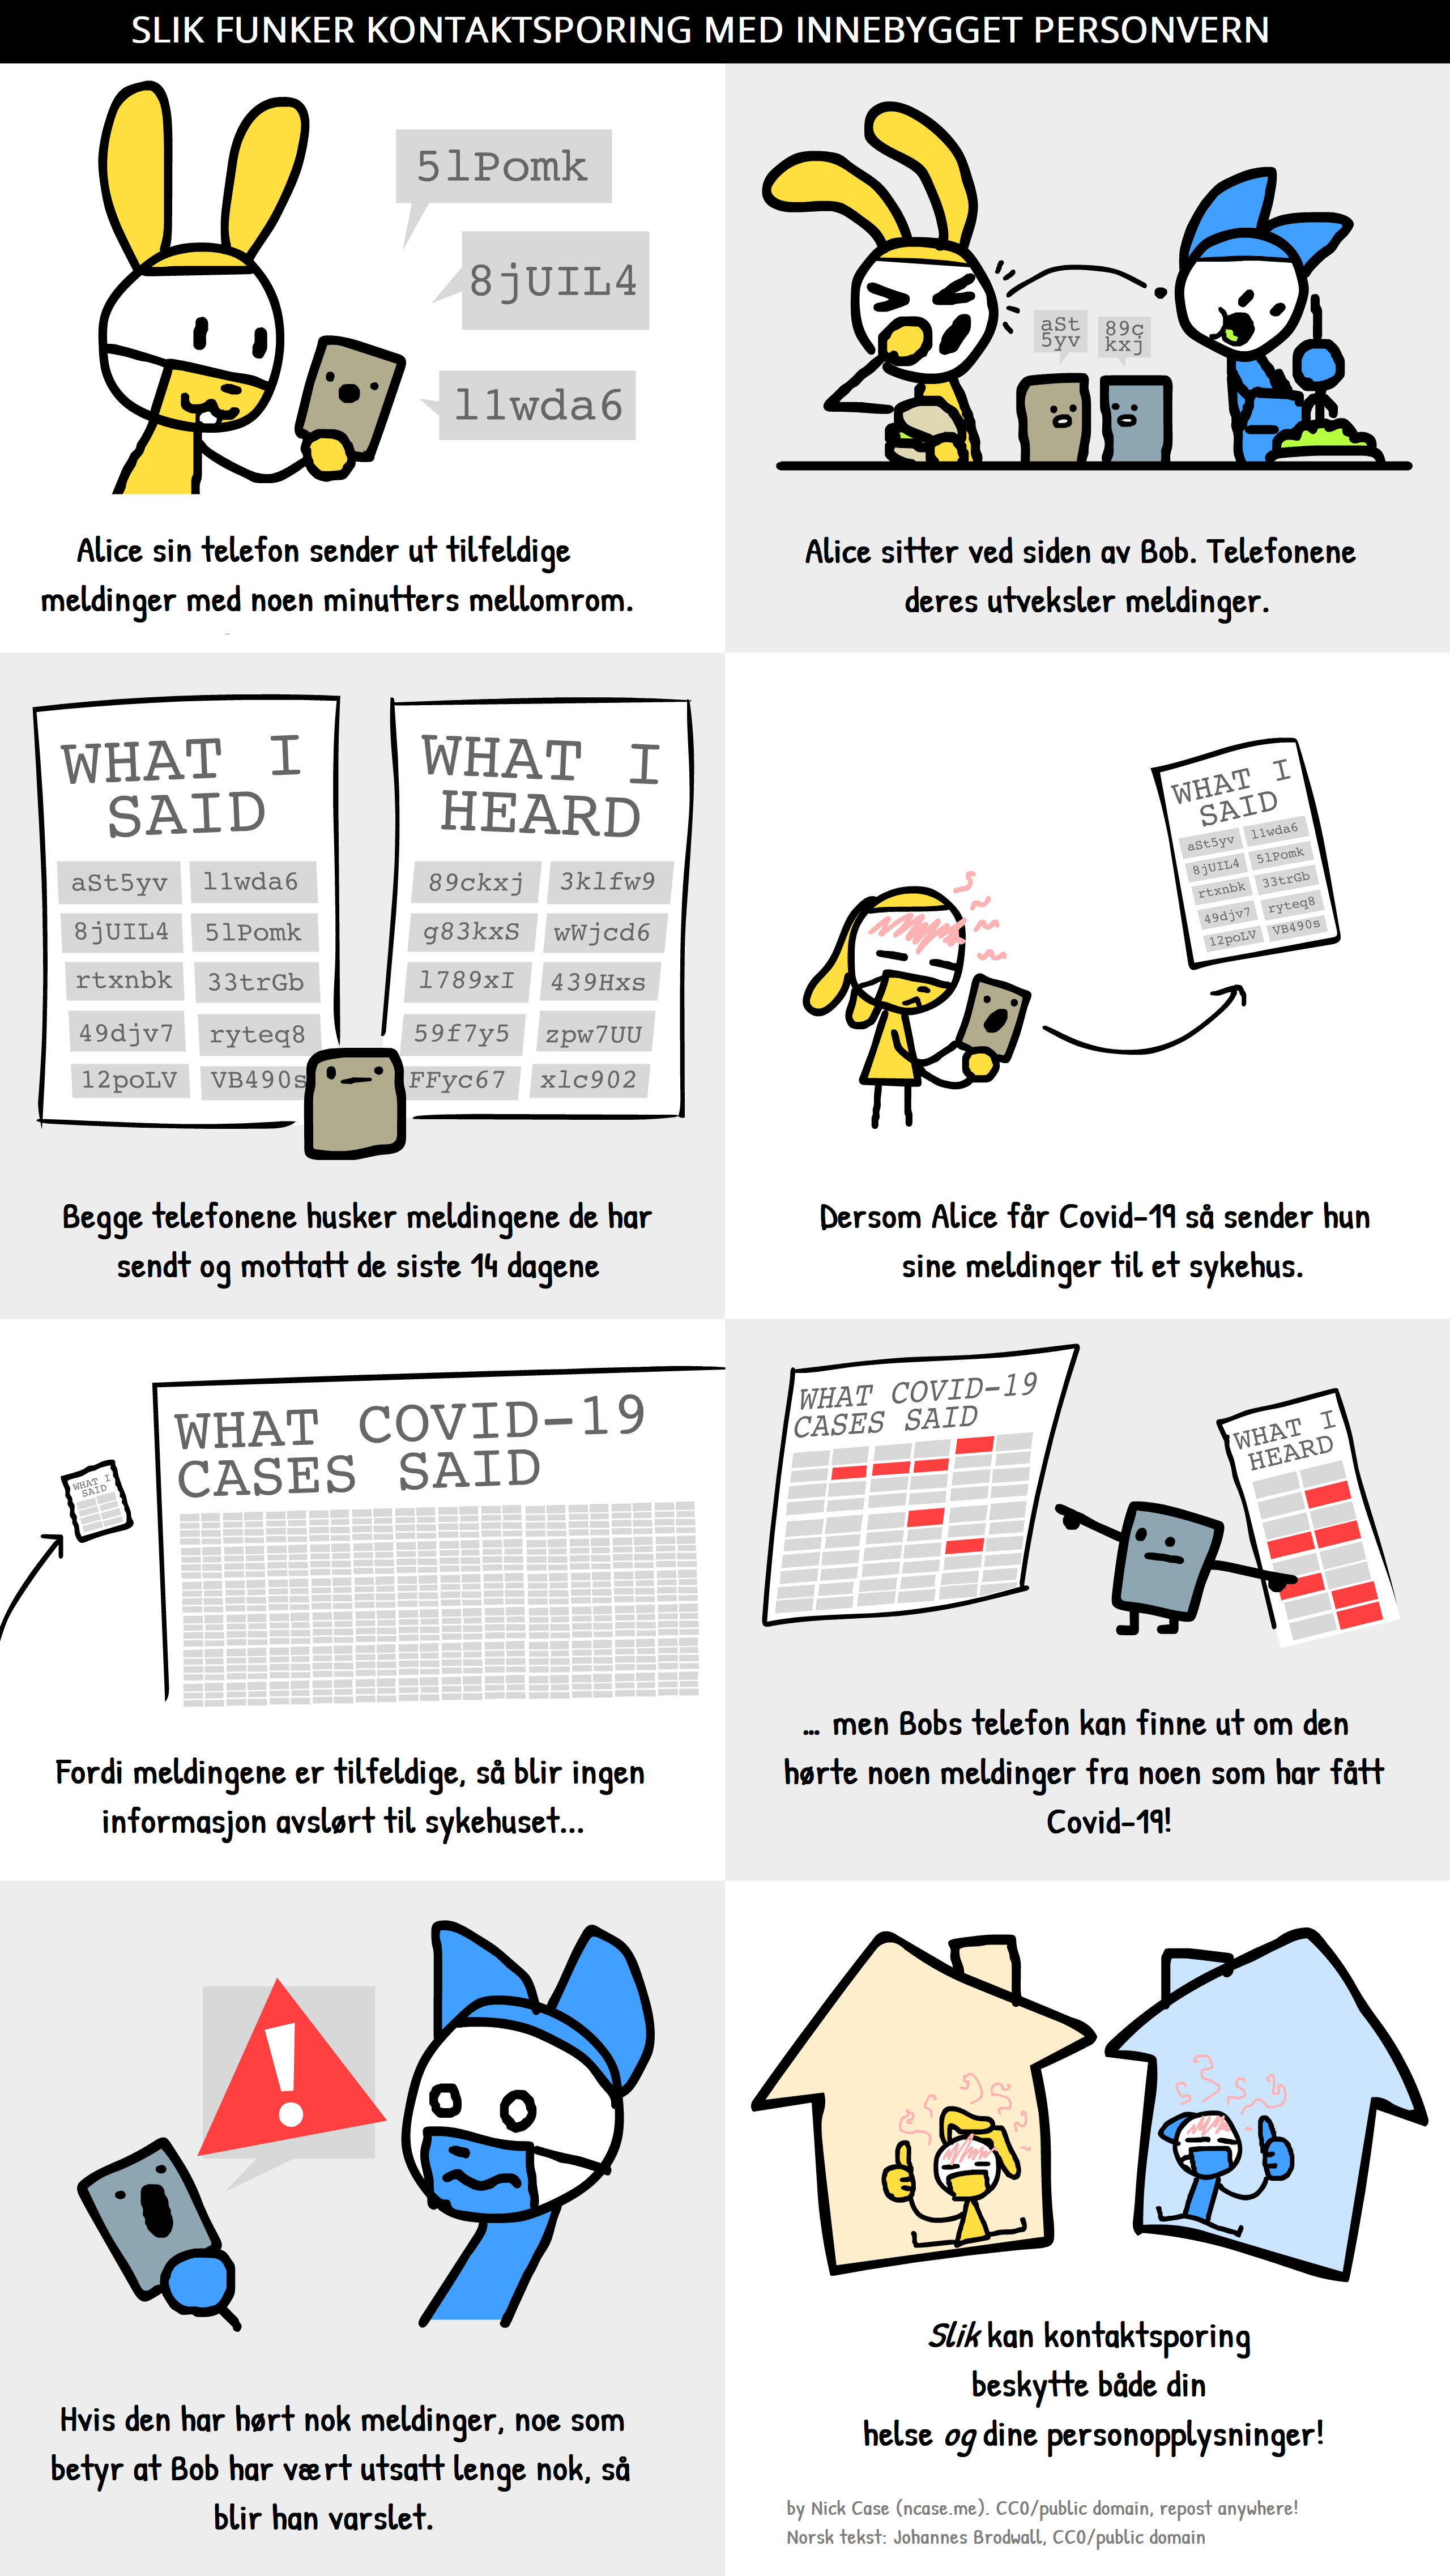 SLIK FUNKER KONTAKTSPORING MED INNEBYGGET PERSONVERN
5lPomk
8jUIL4
l1wda6
Alice sin telefon sender ut tilfeldige
meldinger med noen minutters mellomrom.
aSt
5yv
89c
kxj
Alice sitter ved siden av Bob. Telefonene
deres utveksler meldinger.
WHAT I
SAID
aSt5yv l1wda6
8jUIL4 5lPomk
rtxnbk 33trGb
49djv7 ryteq8
12poLV VB490s
WHAT I
HEARD
89ckxj 3klfw9
g83kxS wWjcd6
l789xI 439Hxs
59f7y5 zpw7UU
FFyc67 xlc902
Begge telefonene husker meldingene de har
sendt og mottatt de siste 14 dagene
WHAT I
SAID
aSt5yv l1wda6
8jUIL4 5lPomk
rtxnbk 33trGb
49djv7 ryteq8
12poLV VB490s
Dersom Alice får Covid-19 så sender hun
sine meldinger til et sykehus.
WHAT I
SAID
WHAT COVID-19
CASES SAID
Fordi meldingene er tilfeldige, så blir ingen
informasjon avslørt til sykehuset...
WHAT COVID-19
CASES SAID
WHAT I
HEARD
... men Bobs telefon kan finne ut om den
hørte noen meldinger fra noen som har fått
Covid-19!
!
Hvis den har hørt nok meldinger, noe som
betyr at Bob har vært utsatt lenge nok, så
blir han varslet.
Slik kan kontaktsporing
beskytte både din
helse og dine personopplysninger!
by Nick Case (ncase.me). CC0/public domain, repost anywhere!
Norsk tekst: Johannes Brodwall, CC0/public domain